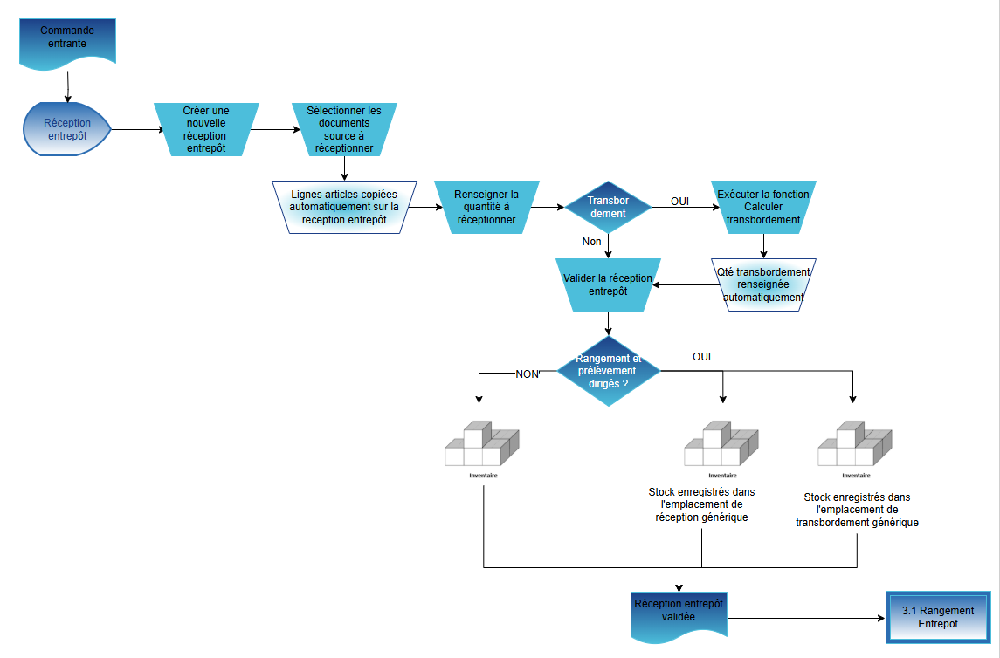 Commande
entrante
Réception
entrepôt
Créer une
nouvelle
réception
entrepôt
Sélectionner les
documents
source à
réceptionner
Lignes articles copiées
automatiquement sur la
reception entrepôt
Renseigner la
quantité à
réceptionner
Transbor
dement
OUI
Exécuter la fonction
Calculer
transbordement
Non
Valider la réception
entrepôt
Qté transbordement
renseignée
automatiquement
Rangement et
prélèvement
dirigés ?
NON
OUI
Inventaire
Inventaire
Inventaire
Stock enregistrés dans
l'emplacement de
réception générique
Stock enregistrés dans
l'emplacement de
transbordement générique
Réception entrepôt
validée
3.1 Rangement
Entrepot